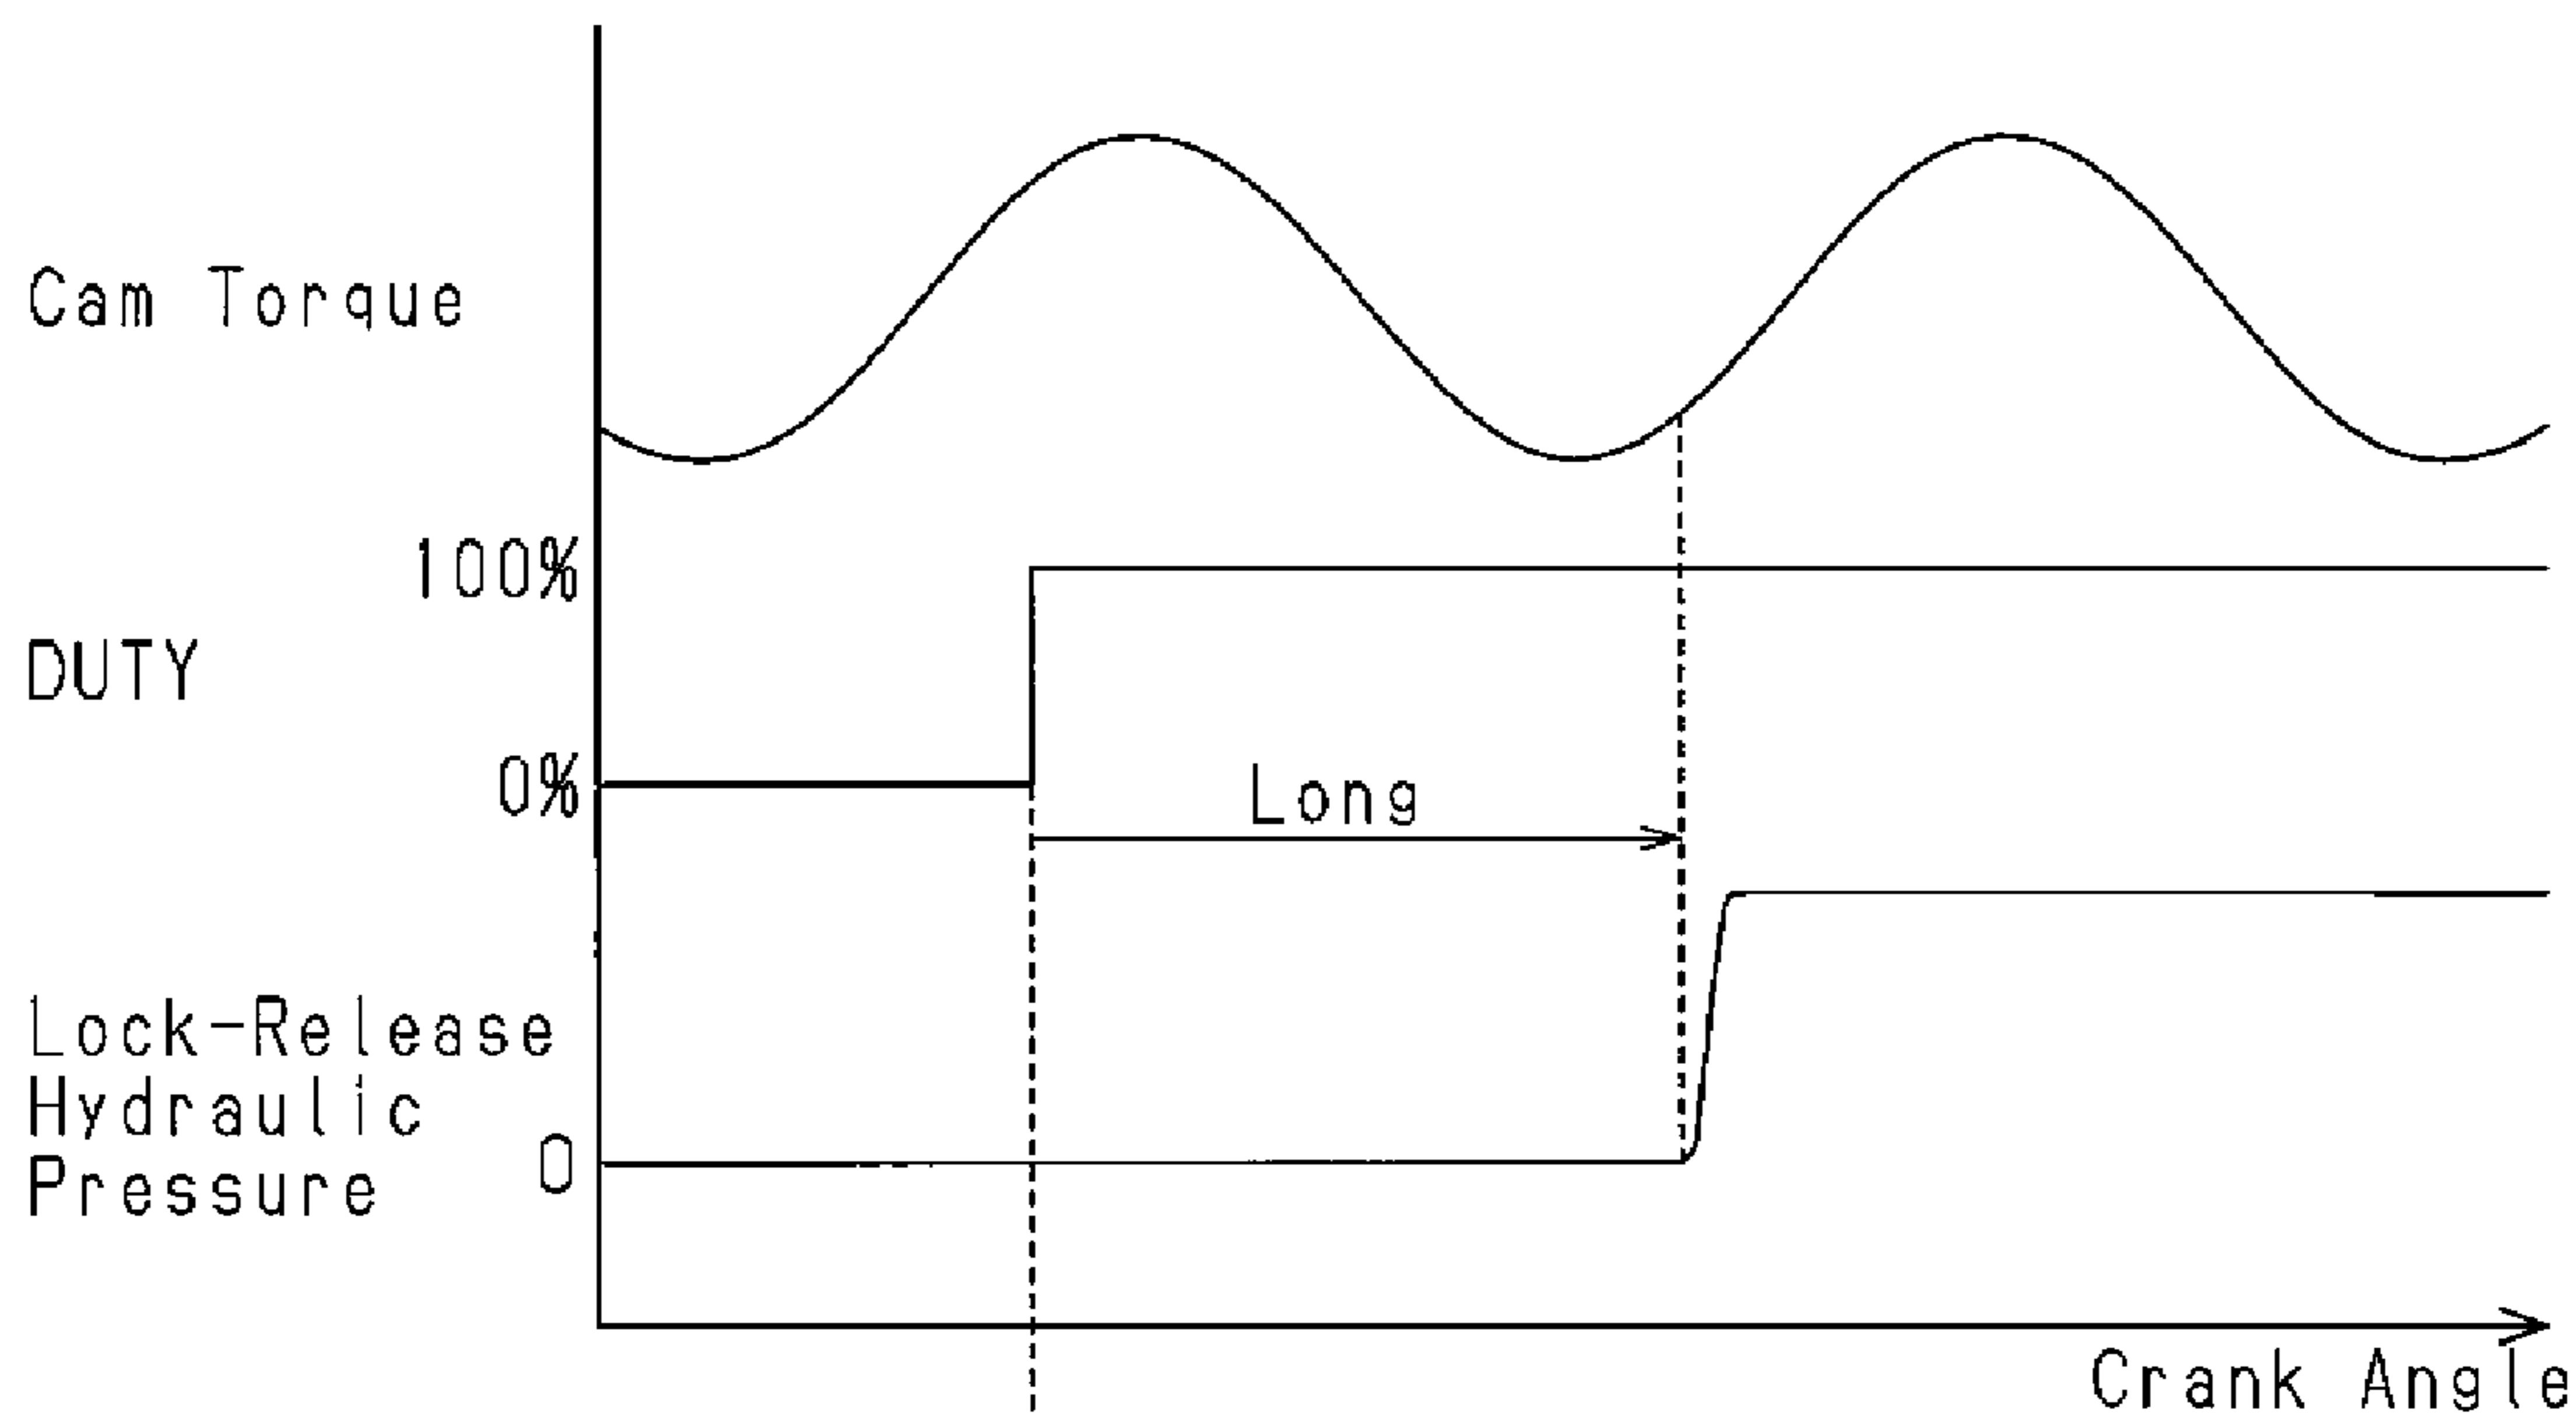 Cam Torque
100%
DUTY
0%
Long
Lock-Release
Hydraulic
Pressure
0
Crank Angle